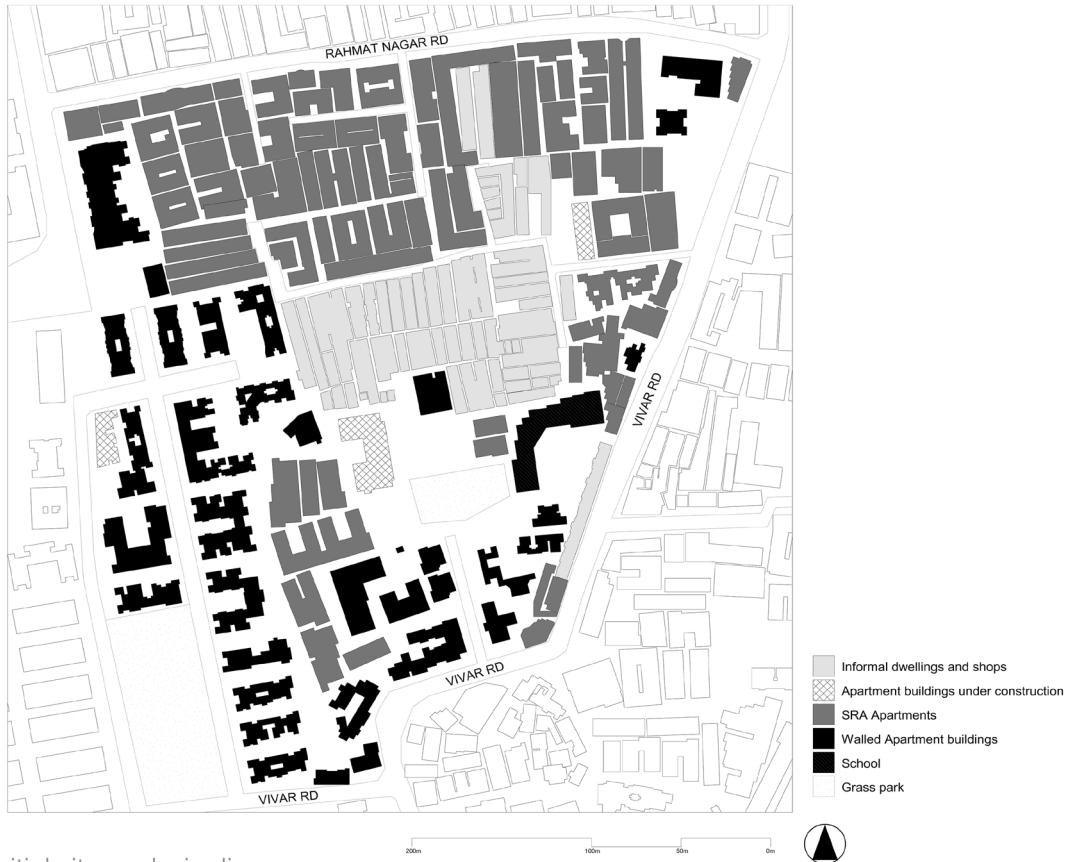 RAHMAT NAGAR RD
VIVAR RD
VIVAR RD
VIVAR RD
Informal dwellings and shops
Apartment buildings under construction
SRA Apartments
Walled Apartment buildings
School
Grass park
200m 100m 50m 0m